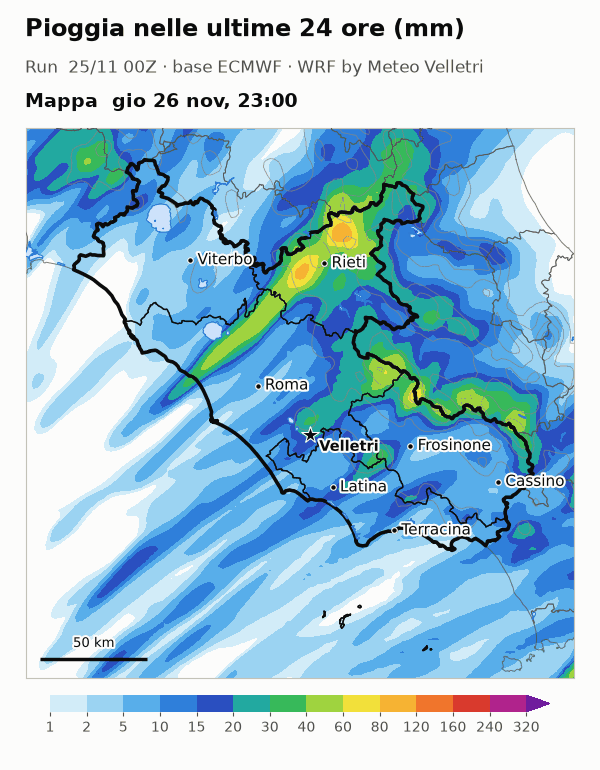 Pioggia nelle ultime 24 ore (mm)
Run  25/11 00Z · base ECMWF · WRF by Meteo Velletri
Mappa  gio 26 nov, 23:00
Viterbo
Rieti
Roma
Velletri
Frosinone
Latina
Cassino
Terracina
50 km
1 2 5 10 15 20 30 40 60 80 120 160 240 320